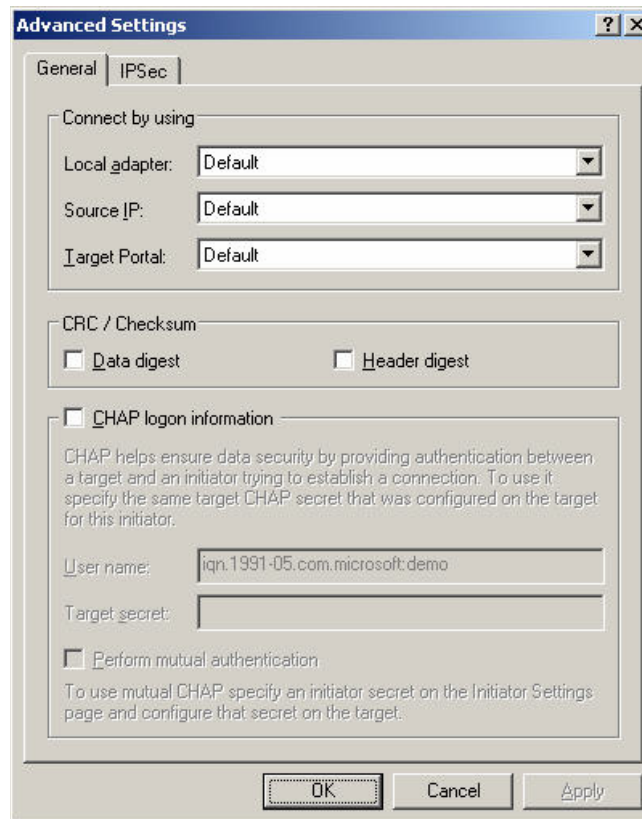 Advanced Settings
General IPSec
Connect by using
Local adapter: Default
Source IP: Default
Target Portal: Default
CRC / Checksum
Data digest Header digest
CHAP logon information
CHAP helps ensure data security by providing authentication between
a target and an initiator trying to establish a connection. To use it
specify the same target CHAP secret that was configured on the target
for this initiator.
User name: iqn.1991-05.com.microsoft:demo
Target secret:
Perform mutual authentication
To use mutual CHAP specify an initiator secret on the Initiator Settings
page and configure that secret on the target.
OK Cancel Apply